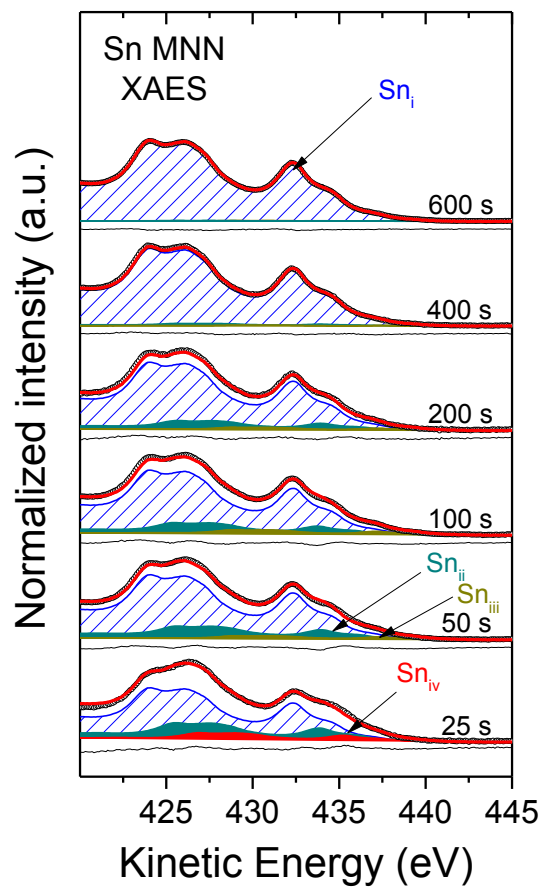 Sn MNN
XAES
Sn_i
600 s
400 s
200 s
100 s
Sn_ii
Sn_iii
50 s
Sn_iv
25 s
425 430 435 440 445
Kinetic Energy (eV)
Normalized intensity (a.u.)